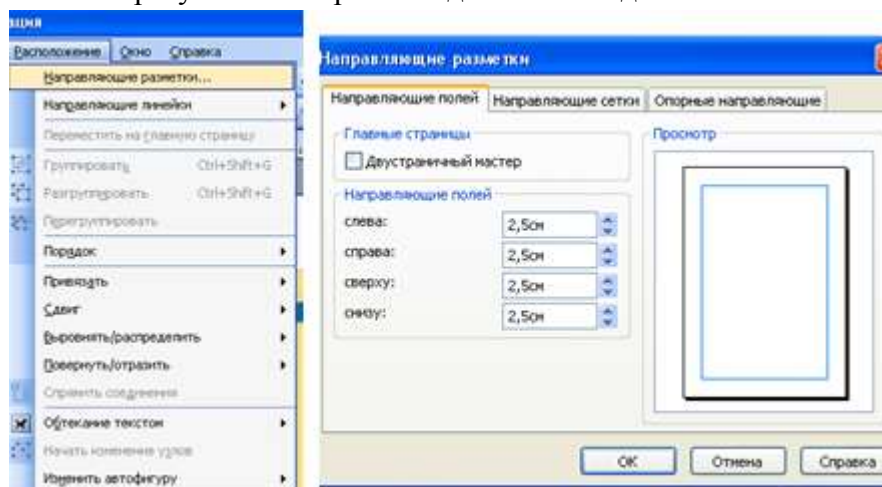 ация
Расположение Окно Справка
Направляющие разметки...
Направляющие линейки
Переместить на главную страницу
Группировать Ctrl+Shift+G
Разгруппировать Ctrl+Shift+G
Перегруппировать
Порядок
Привязать
Сдвиг
Выровнять/распределить
Повернуть/отразить
Справить соединения
Обтекание текстом
Начать изменение узлов
Изменить автофигуру
Направляющие разметки
Направляющие полей Направляющие сетки Опорные направляющие
Главные страницы
Двустраничный мастер
Направляющие полей
слева: 2,5см
справа: 2,5см
сверху: 2,5см
снизу: 2,5см
Просмотр
ОК Отмена Справка